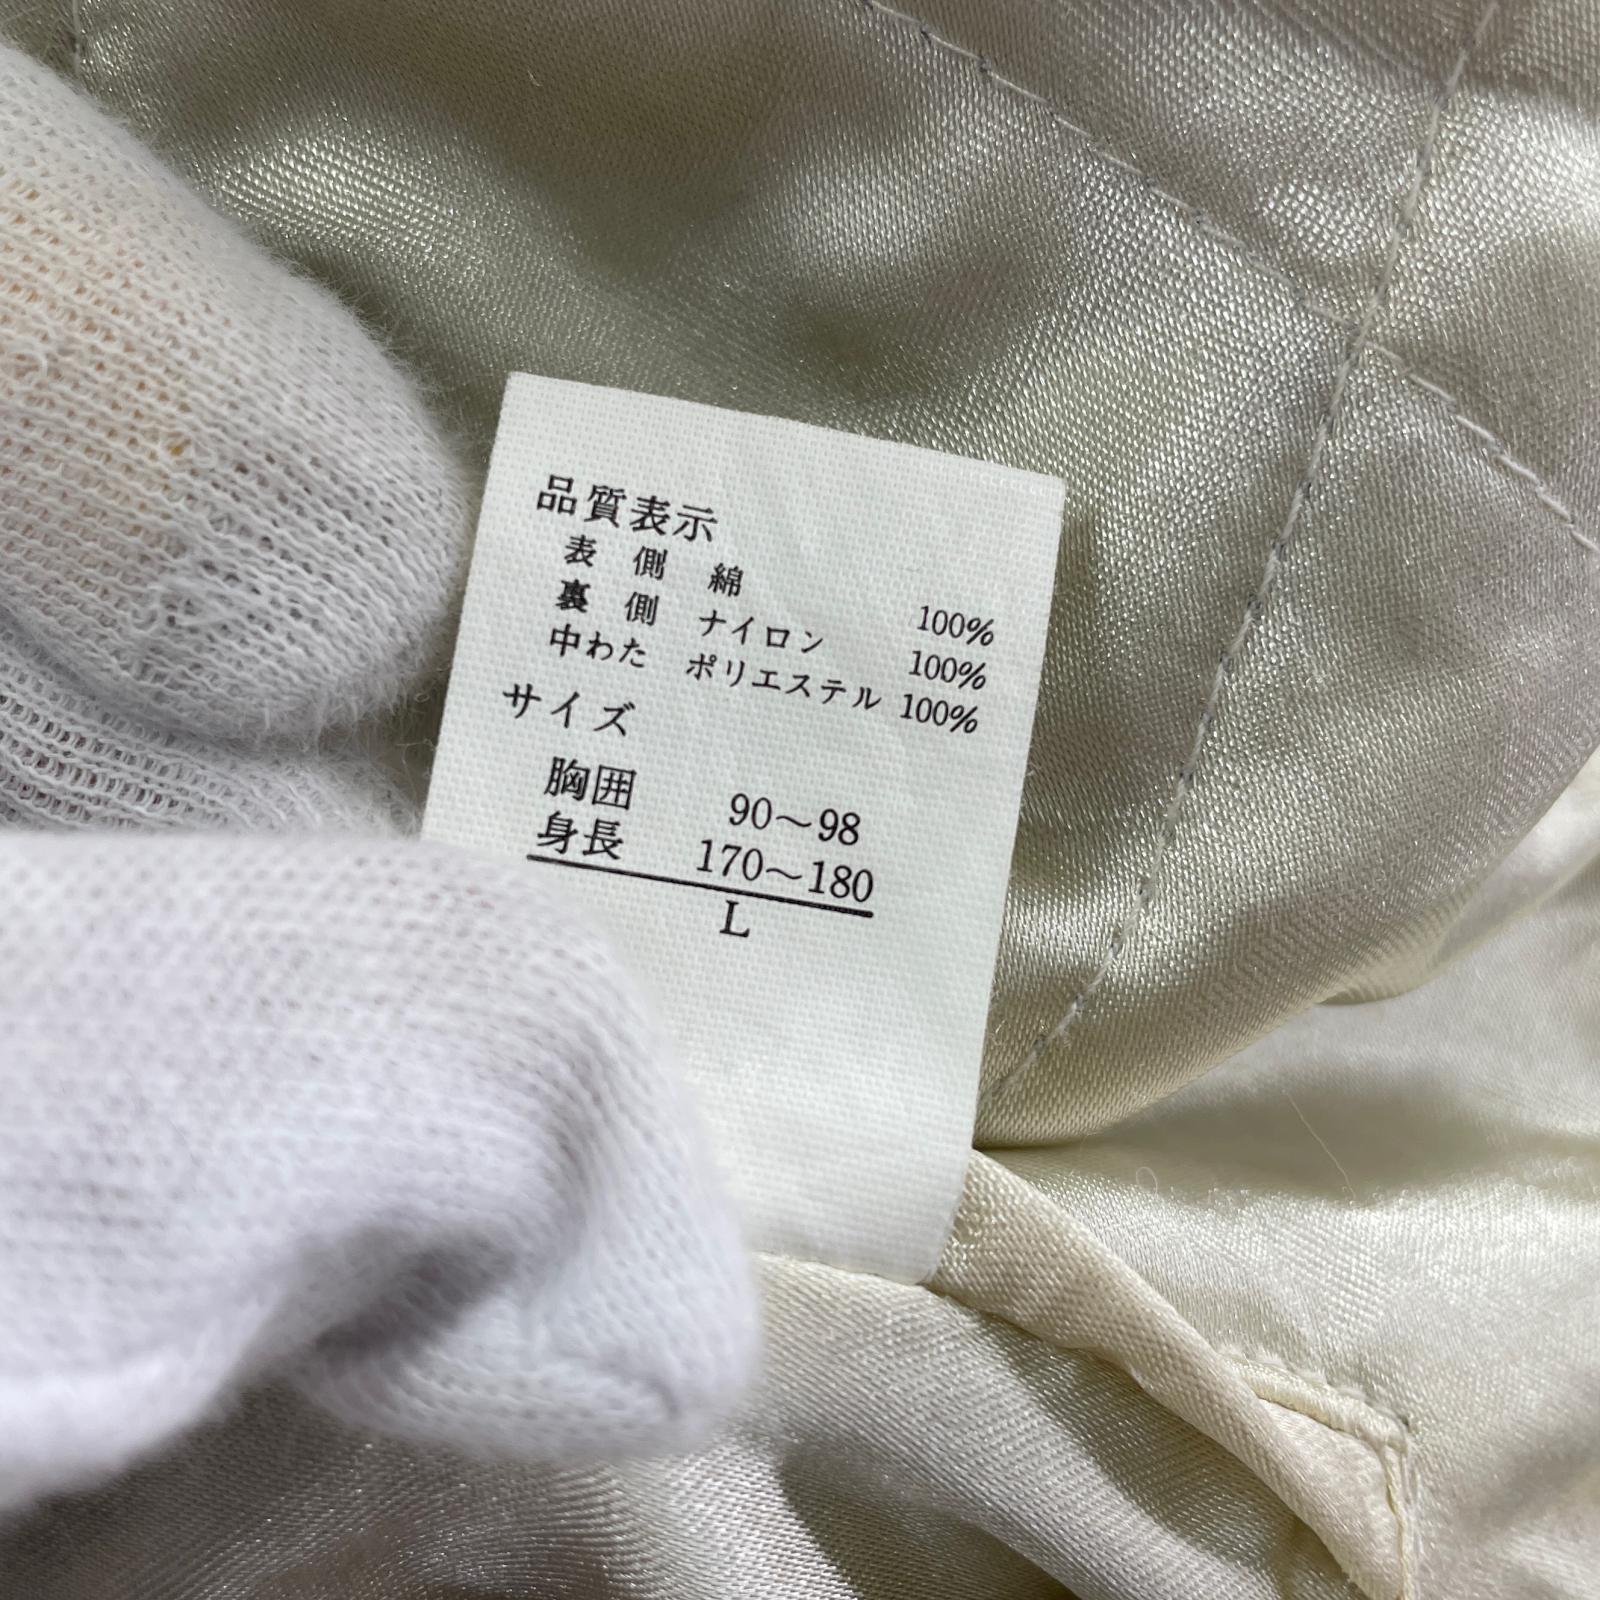 品質表示
表側 綿 100%
裏側 ナイロン 100%
中わた ポリエステル 100%
サイズ
胸囲 90〜98
身長 170〜180
L